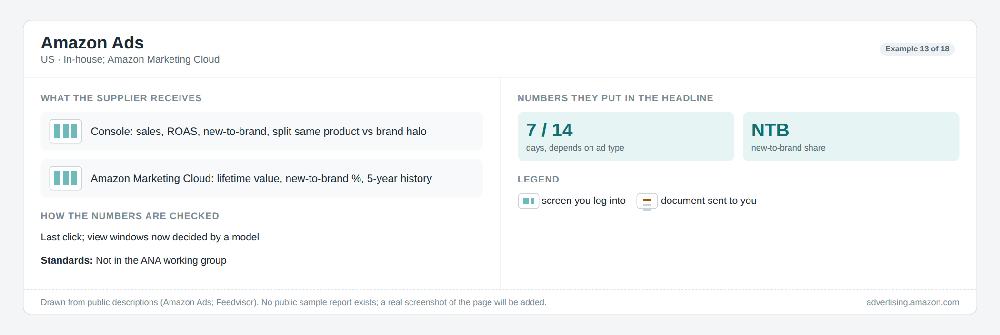 Amazon Ads
US · In-house; Amazon Marketing Cloud
Example 13 of 18
WHAT THE SUPPLIER RECEIVES
Console: sales, ROAS, new-to-brand, split same product vs brand halo
Amazon Marketing Cloud: lifetime value, new-to-brand %, 5-year history
HOW THE NUMBERS ARE CHECKED
Last click; view windows now decided by a model
Standards: Not in the ANA working group
NUMBERS THEY PUT IN THE HEADLINE
7 / 14
days, depends on ad type
NTB
new-to-brand share
LEGEND
screen you log into
document sent to you
Drawn from public descriptions (Amazon Ads; Feedvisor). No public sample report exists; a real screenshot of the page will be added.
advertising.amazon.com